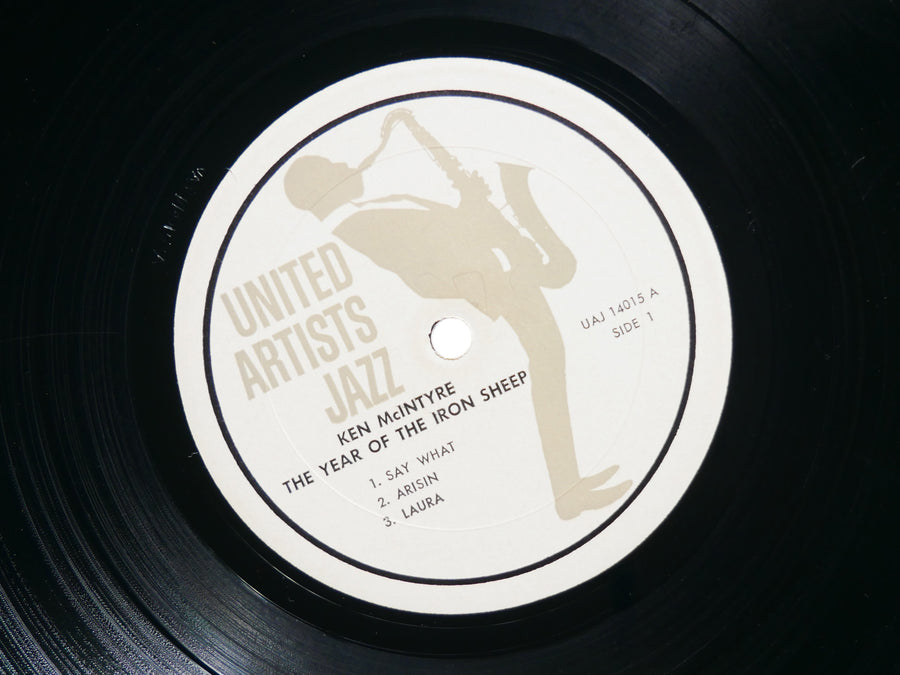 UNITED
ARTISTS
JAZZ
UAJ 14015 A
SIDE 1
KEN McINTYRE
THE YEAR OF THE IRON SHEEP
1. SAY WHAT
2. ARISIN
3. LAURA